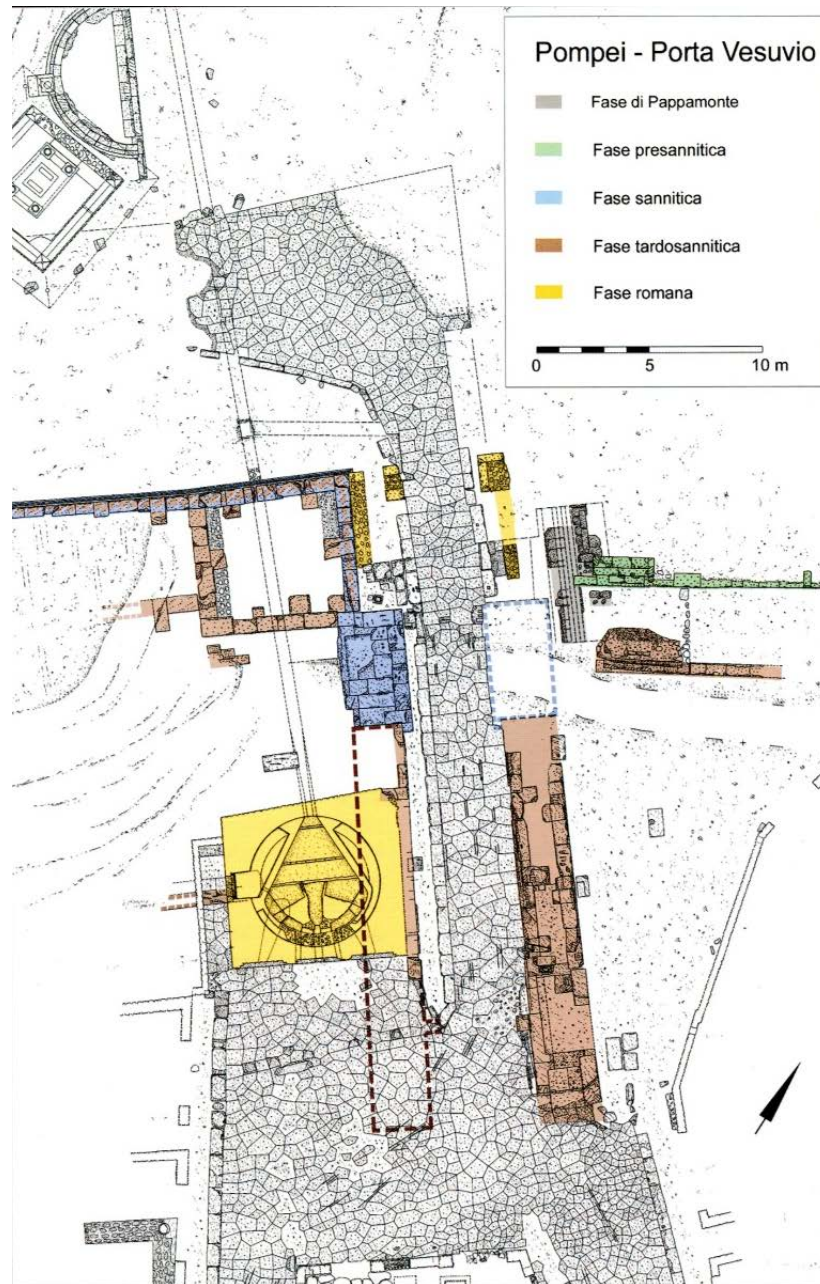 Pompei - Porta Vesuvio
Fase di Pappamonte
Fase presannitica
Fase sannitica
Fase tardosannitica
Fase romana
0 5 10 m